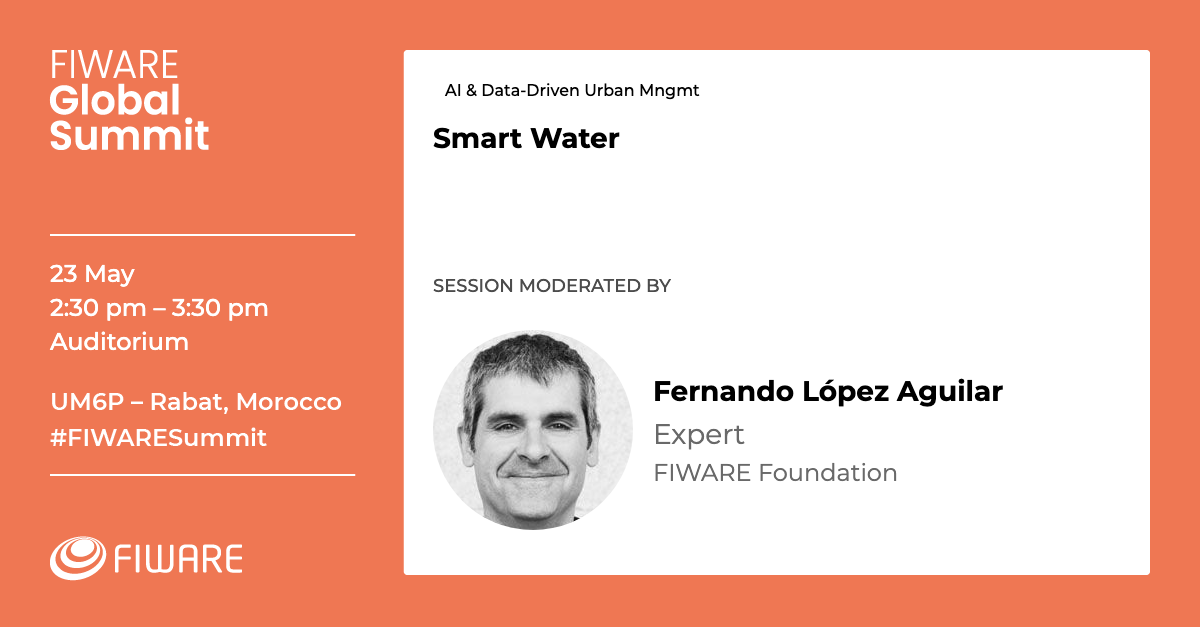 FIWARE
Global
Summit
23 May
2:30 pm – 3:30 pm
Auditorium
UM6P – Rabat, Morocco
#FIWARESummit
FIWARE
AI & Data-Driven Urban Mngmt
Smart Water
SESSION MODERATED BY
Fernando López Aguilar
Expert
FIWARE Foundation